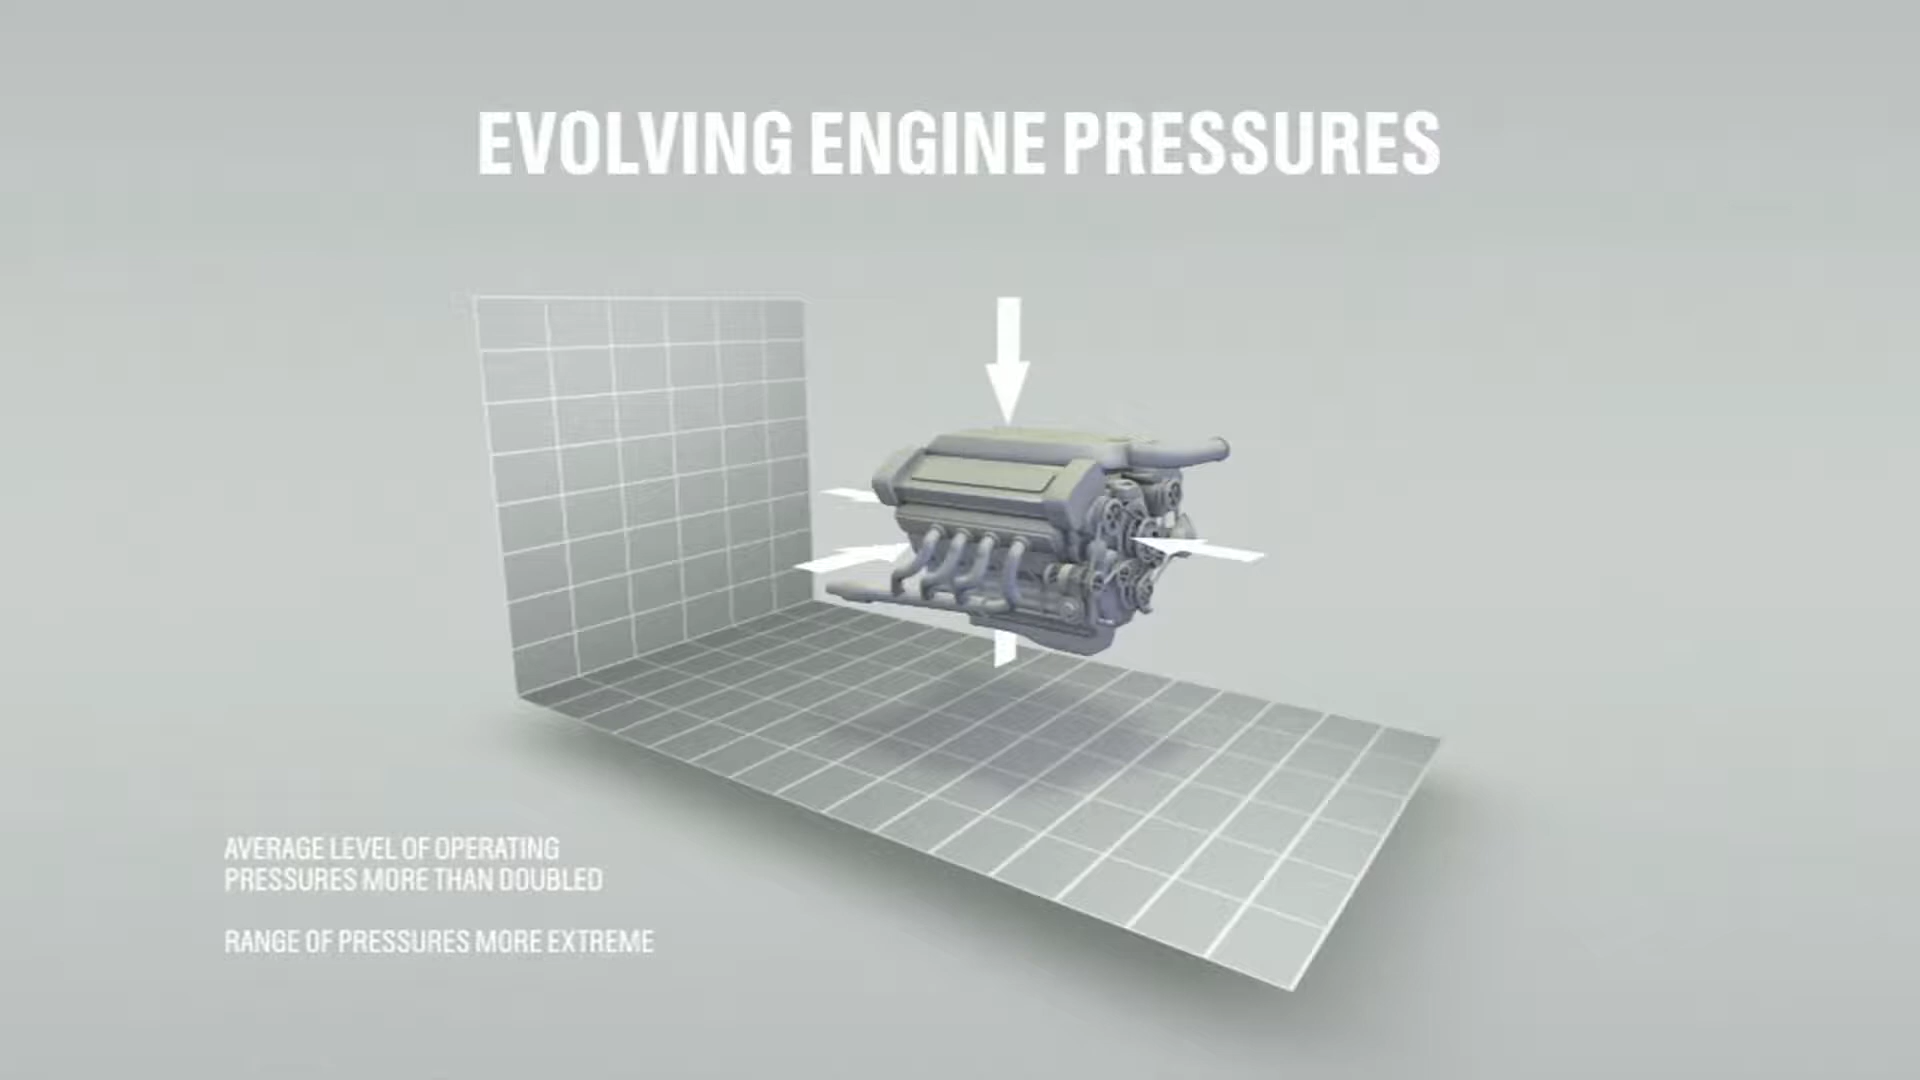 EVOLVING ENGINE PRESSURES
AVERAGE LEVEL OF OPERATING
PRESSURES MORE THAN DOUBLED
RANGE OF PRESSURES MORE EXTREME